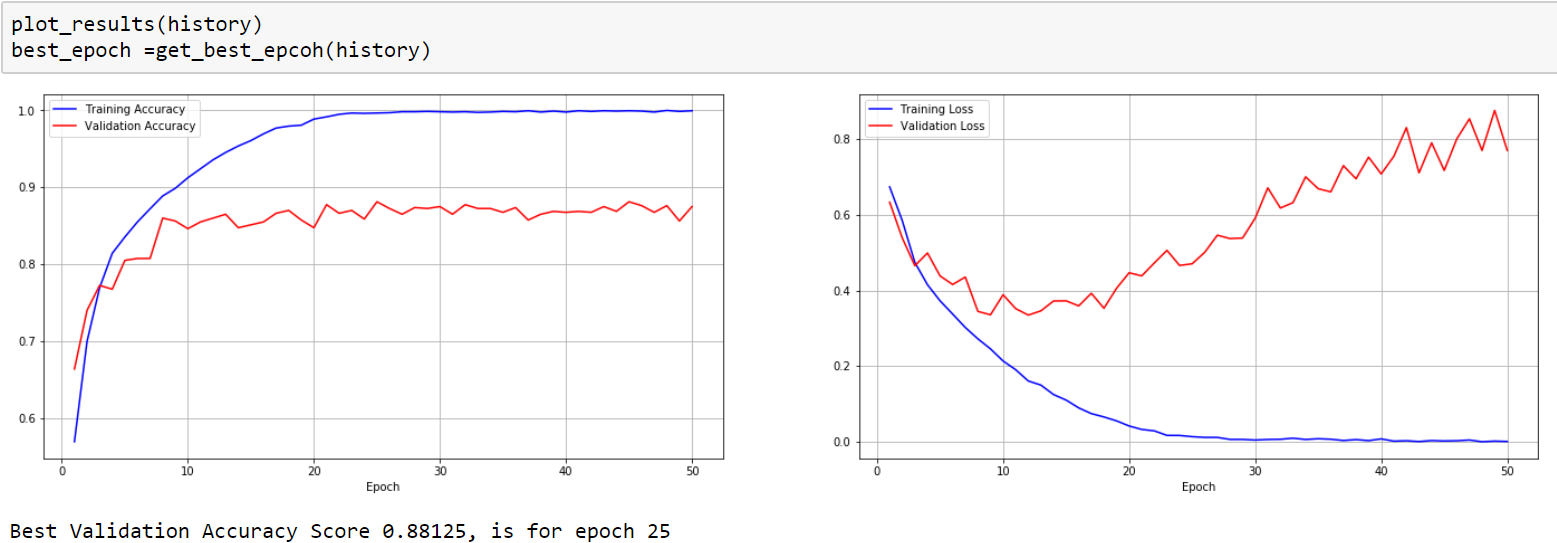 plot_results(history)
best_epoch =get_best_epcoh(history)
Training Accuracy
Validation Accuracy
1.0
0.9
0.8
0.7
0.6
0 10 20 30 40 50
Epoch
Training Loss
Validation Loss
0.8
0.6
0.4
0.2
0.0
0 10 20 30 40 50
Epoch
Best Validation Accuracy Score 0.88125, is for epoch 25